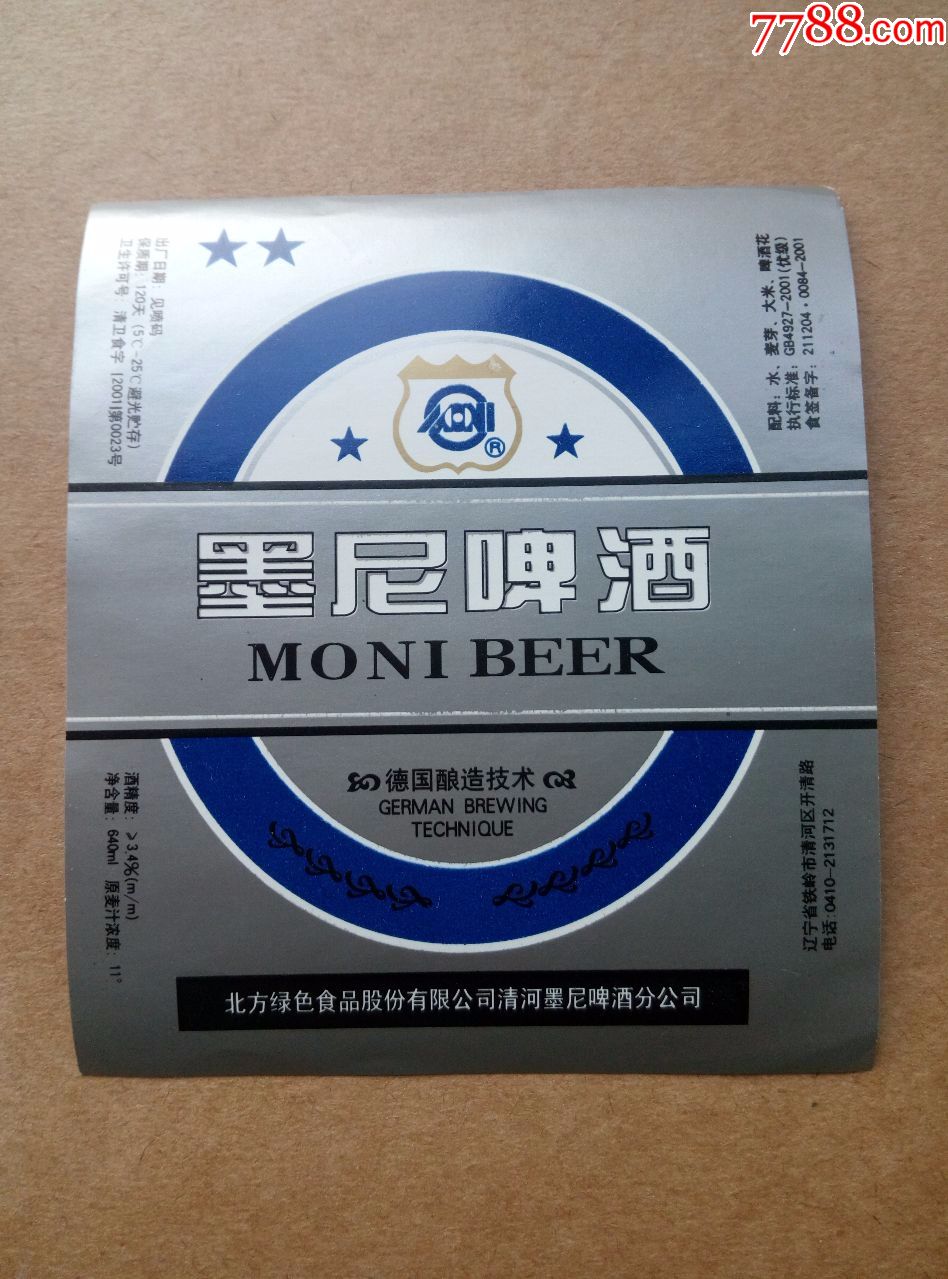 7788.com
出厂日期：见喷码
保质期：120天（5℃-25℃避光贮存）
卫生许可号：清卫食字[2001]第0023号
配料：水、麦芽、大米、啤酒花
执行标准：GB4927-2001(优级)
食签备字：211204·0084-2001
MONI ®
墨尼啤酒
MONI BEER
德国酿造技术
GERMAN BREWING
TECHNIQUE
酒精度：>3.4%(m/m)
净含量：640ml 原麦汁浓度：11°
辽宁省铁岭市清河区开清路
电话:0410-2131712
北方绿色食品股份有限公司清河墨尼啤酒分公司